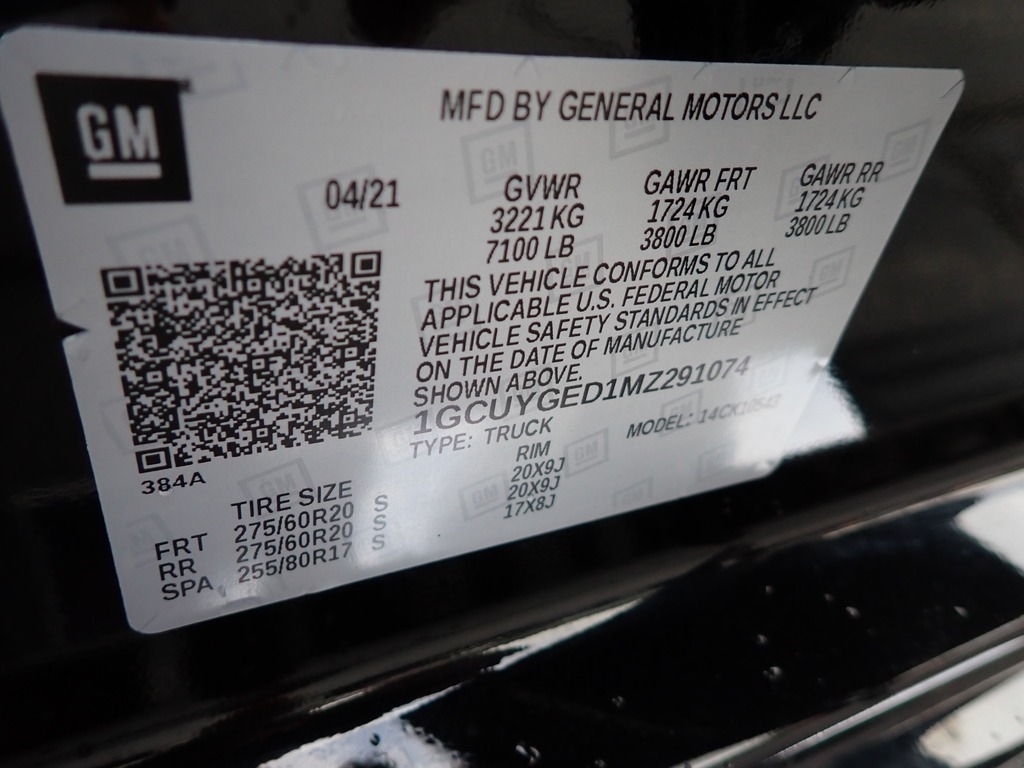 GM
MFD BY GENERAL MOTORS LLC
04/21
GVWR
3221 KG
7100 LB
GAWR FRT
1724 KG
3800 LB
GAWR RR
1724 KG
3800 LB
THIS VEHICLE CONFORMS TO ALL
APPLICABLE U.S. FEDERAL MOTOR
VEHICLE SAFETY STANDARDS IN EFFECT
ON THE DATE OF MANUFACTURE
SHOWN ABOVE.
1GCUYGED1MZ291074
TYPE: TRUCK
MODEL: 14CK10543
384A
TIRE SIZE
RIM
FRT 275/60R20 S 20X9J
RR 275/60R20 S 20X9J
SPA 255/80R17 S 17X8J